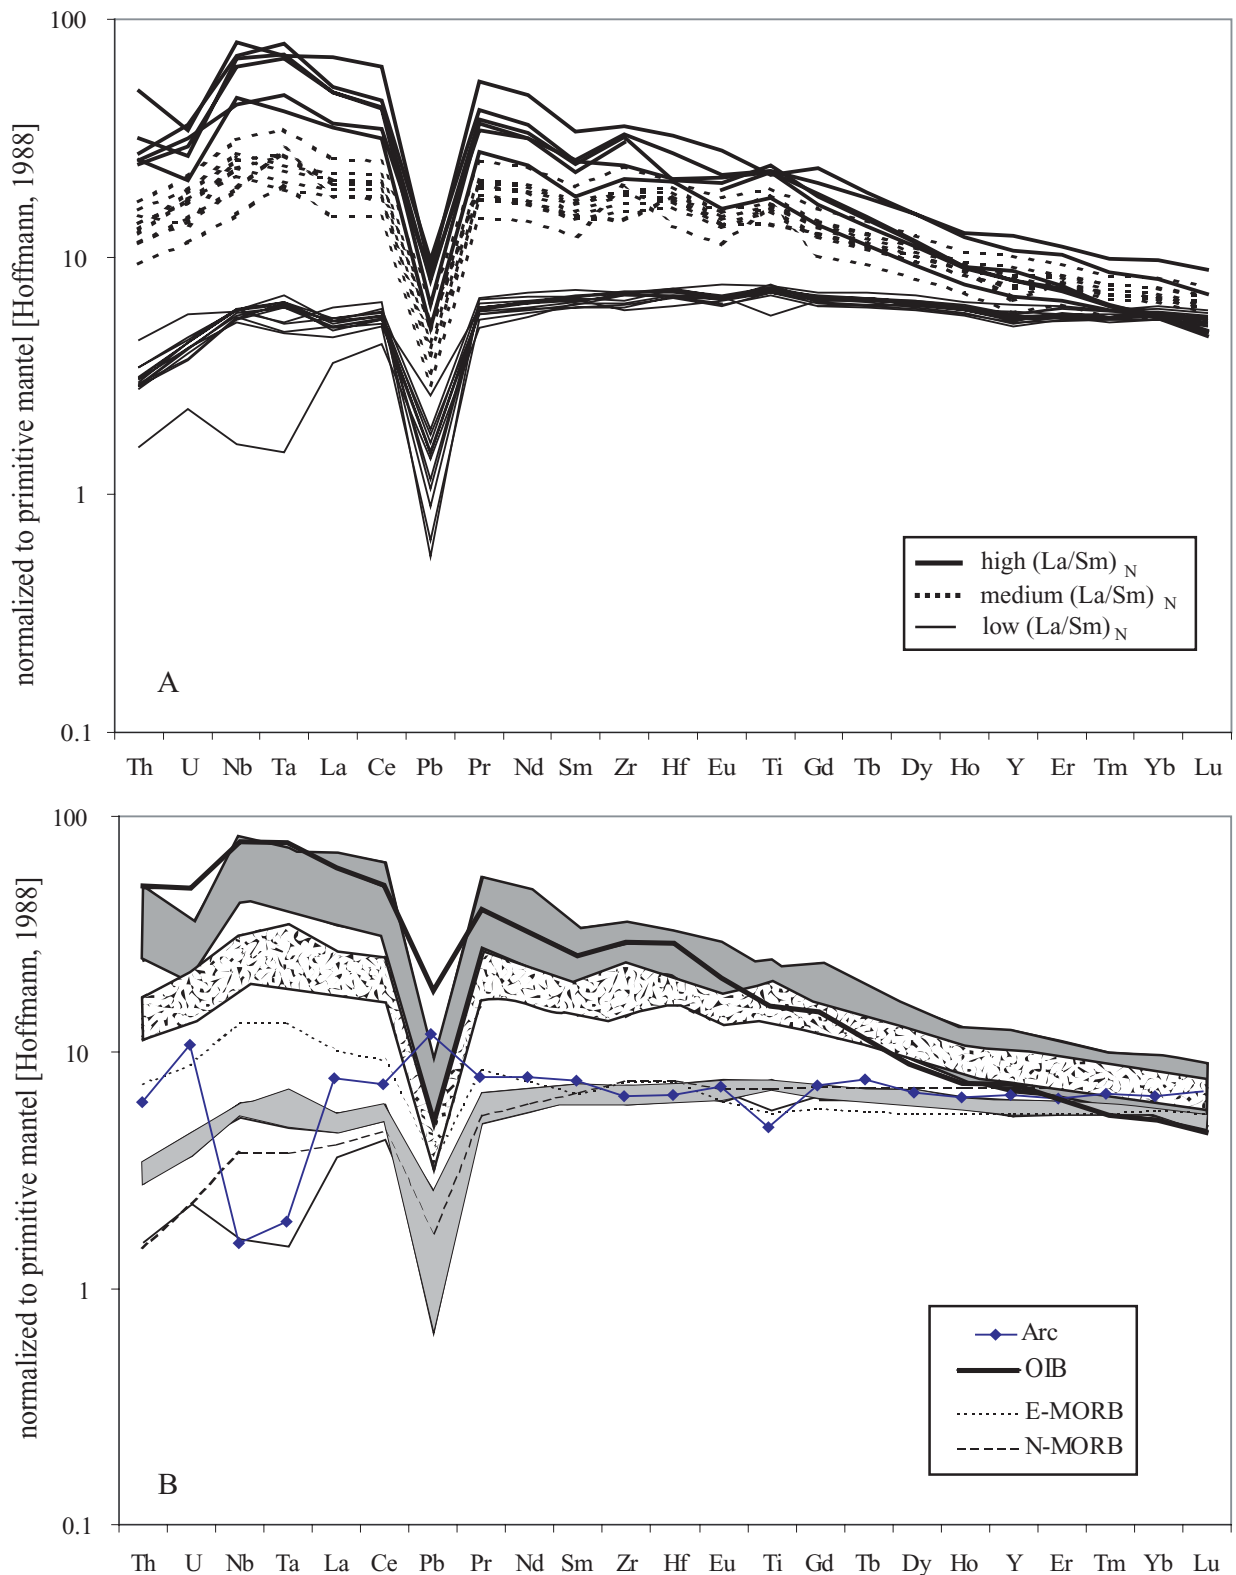 100
10
1
0.1
normalized to primitive mantel [Hoffmann, 1988]
high (La/Sm) N
medium (La/Sm) N
low (La/Sm) N
A
Th U Nb Ta La Ce Pb Pr Nd Sm Zr Hf Eu Ti Gd Tb Dy Ho Y Er Tm Yb Lu
100
10
1
0.1
normalized to primitive mantel [Hoffmann, 1988]
Arc
OIB
E-MORB
N-MORB
B
Th U Nb Ta La Ce Pb Pr Nd Sm Zr Hf Eu Ti Gd Tb Dy Ho Y Er Tm Yb Lu